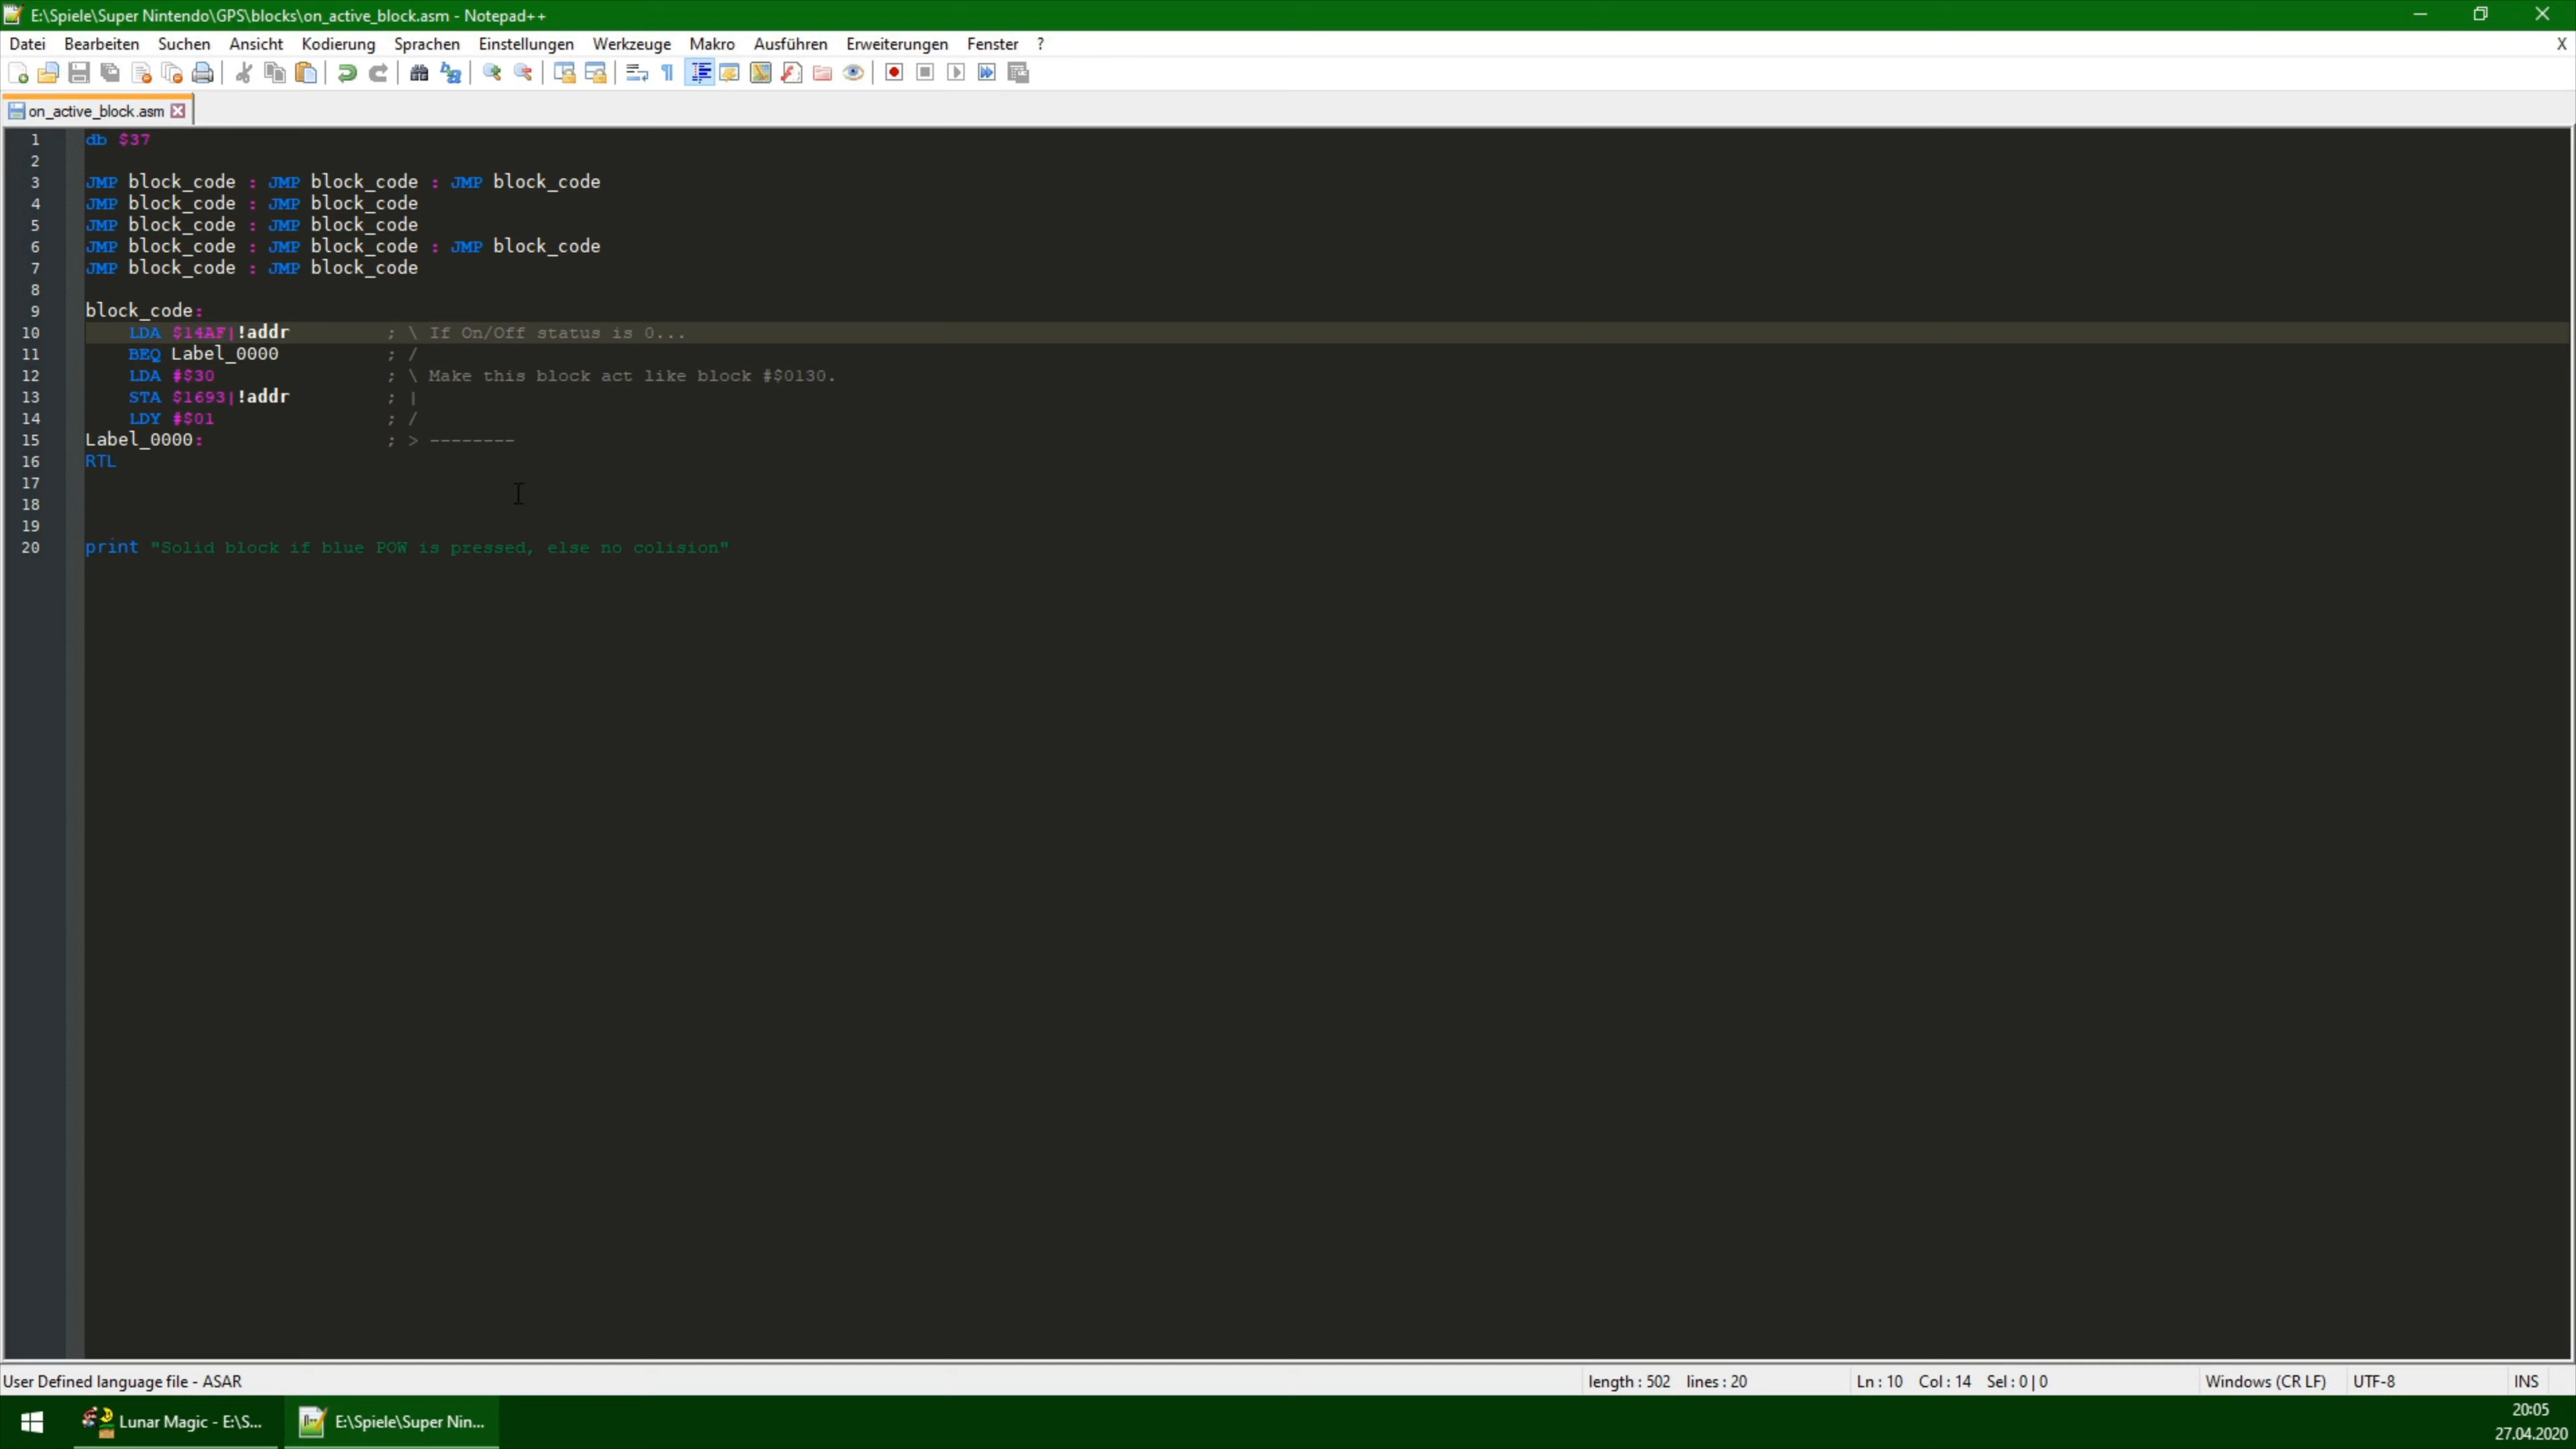 E:\Spiele\Super Nintendo\GPS\blocks\on_active_block.asm - Notepad++
Datei Bearbeiten Suchen Ansicht Kodierung Sprachen Einstellungen Werkzeuge Makro Ausführen Erweiterungen Fenster ? X
on_active_block.asm
1 db $37
2
3 JMP block_code : JMP block_code : JMP block_code
4 JMP block_code : JMP block_code
5 JMP block_code : JMP block_code
6 JMP block_code : JMP block_code : JMP block_code
7 JMP block_code : JMP block_code
8
9 block_code:
10 LDA $14AF|!addr ; \ If On/Off status is 0...
11 BEQ Label_0000 ; /
12 LDA #$30 ; \ Make this block act like block #$0130.
13 STA $1693|!addr ; |
14 LDY #$01 ; /
15 Label_0000: ; > --------
16 RTL
17
18
19
20 print "Solid block if blue POW is pressed, else no colision"
User Defined language file - ASAR length : 502 lines : 20 Ln : 10 Col : 14 Sel : 0 | 0 Windows (CR LF) UTF-8 INS
Lunar Magic - E:\S... E:\Spiele\Super Nin... 20:05
27.04.2020